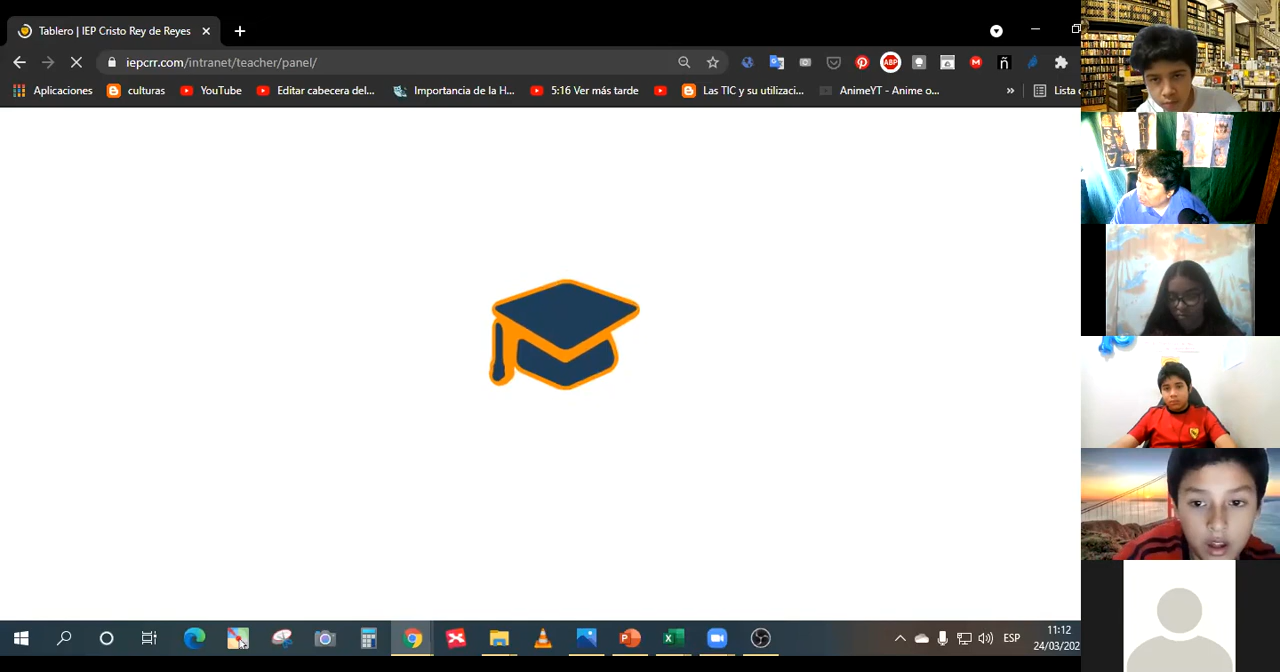 Tablero | IEP Cristo Rey de Reyes
iepcrr.com/intranet/teacher/panel/
ABP
M
ñ
Aplicaciones
culturas
YouTube
Editar cabecera del...
Importancia de la H...
5:16 Ver más tarde
Las TIC y su utilizaci...
AnimeYT - Anime o...
»
Lista
ESP
11:12
24/03/202